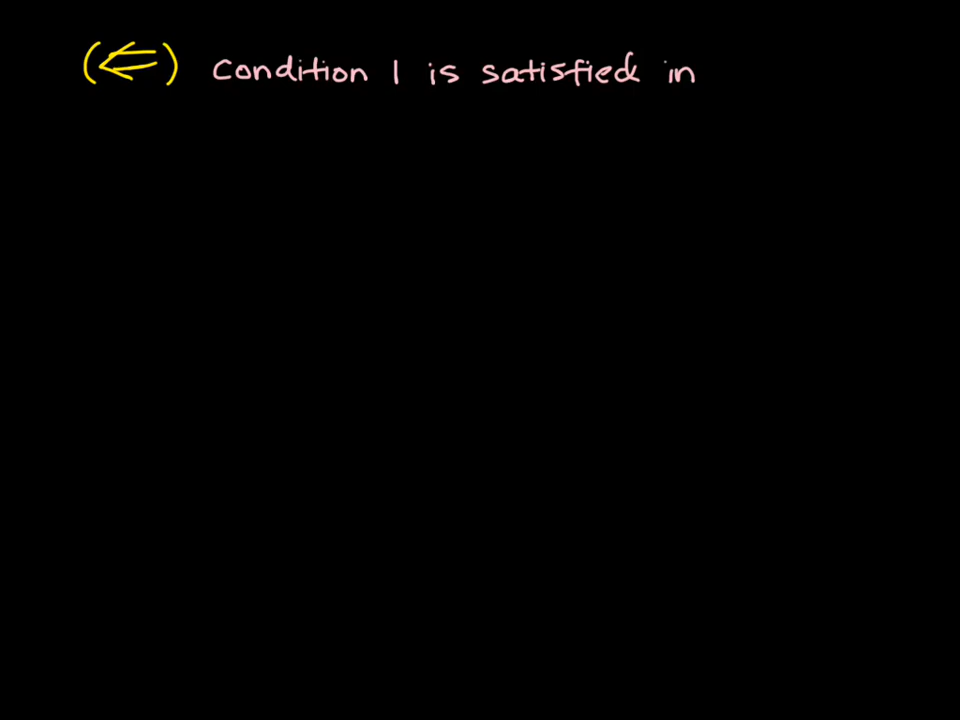 (⇐) Condition 1 is satisfied in